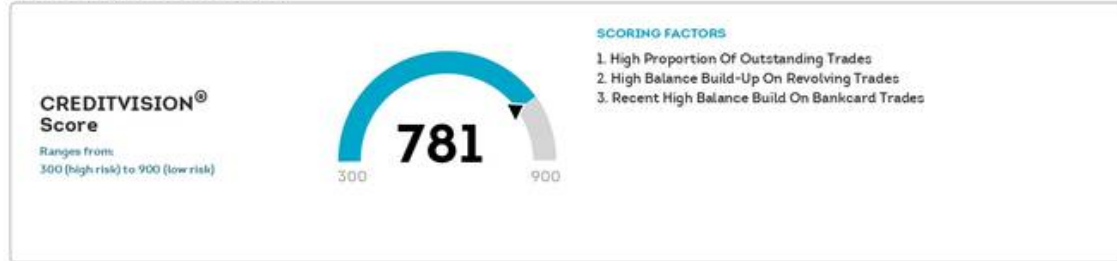 CREDITVISION®
Score
Ranges from:
300 (high risk) to 900 (low risk)
781
300
900
SCORING FACTORS
1. High Proportion Of Outstanding Trades
2. High Balance Build-Up On Revolving Trades
3. Recent High Balance Build On Bankcard Trades